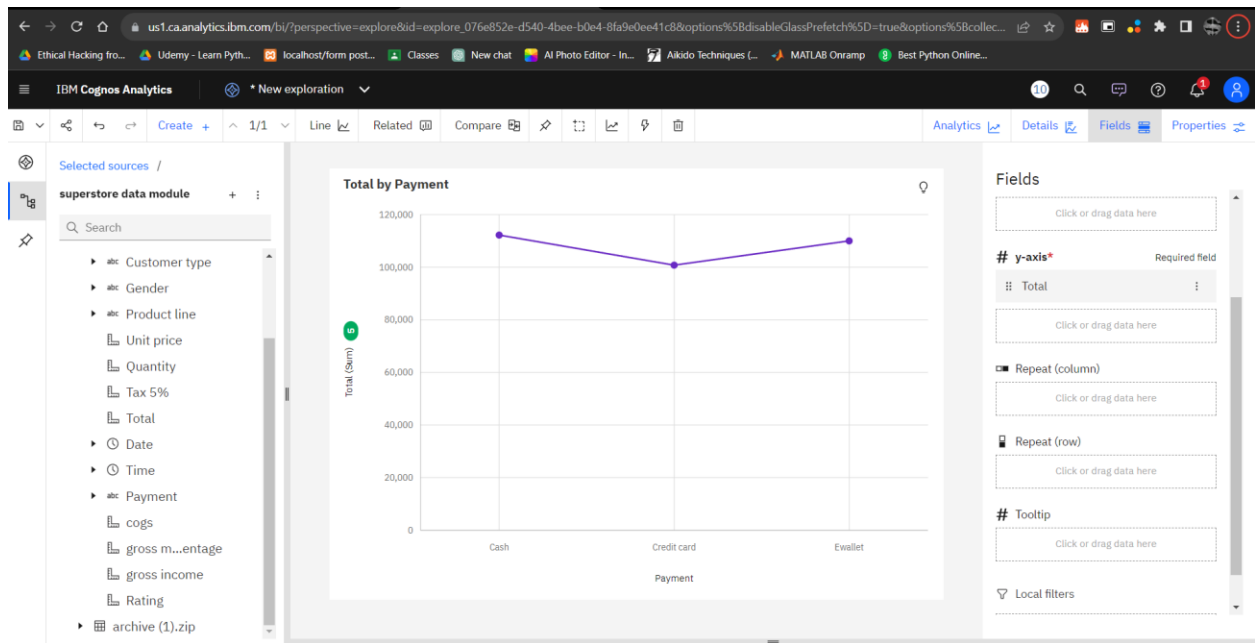 us1.ca.analytics.ibm.com/bi/?perspective=explore&id=explore_076e852e-d540-4bee-b0e4-8fa9e0ee41c8&options%5BdisableGlassPrefetch%5D=true&options%5Bcollec...
Ethical Hacking fro... Udemy - Learn Pyth... localhost/form post... Classes New chat AI Photo Editor - In... Aikido Techniques (... MATLAB Onramp Best Python Online...
IBM Cognos Analytics * New exploration 10 1
Create + 1/1 Line Related Compare Analytics Details Fields Properties
Selected sources /
superstore data module
Search
abc Customer type
abc Gender
abc Product line
Unit price
Quantity
Tax 5%
Total
Date
Time
abc Payment
cogs
gross m...entage
gross income
Rating
archive (1).zip
Total by Payment
120,000
100,000
80,000
60,000
40,000
20,000
0
5
Total (Sum)
Cash Credit card Ewallet
Payment
Fields
Click or drag data here
# y-axis* Required field
Total
Click or drag data here
Repeat (column)
Click or drag data here
Repeat (row)
Click or drag data here
# Tooltip
Click or drag data here
Local filters